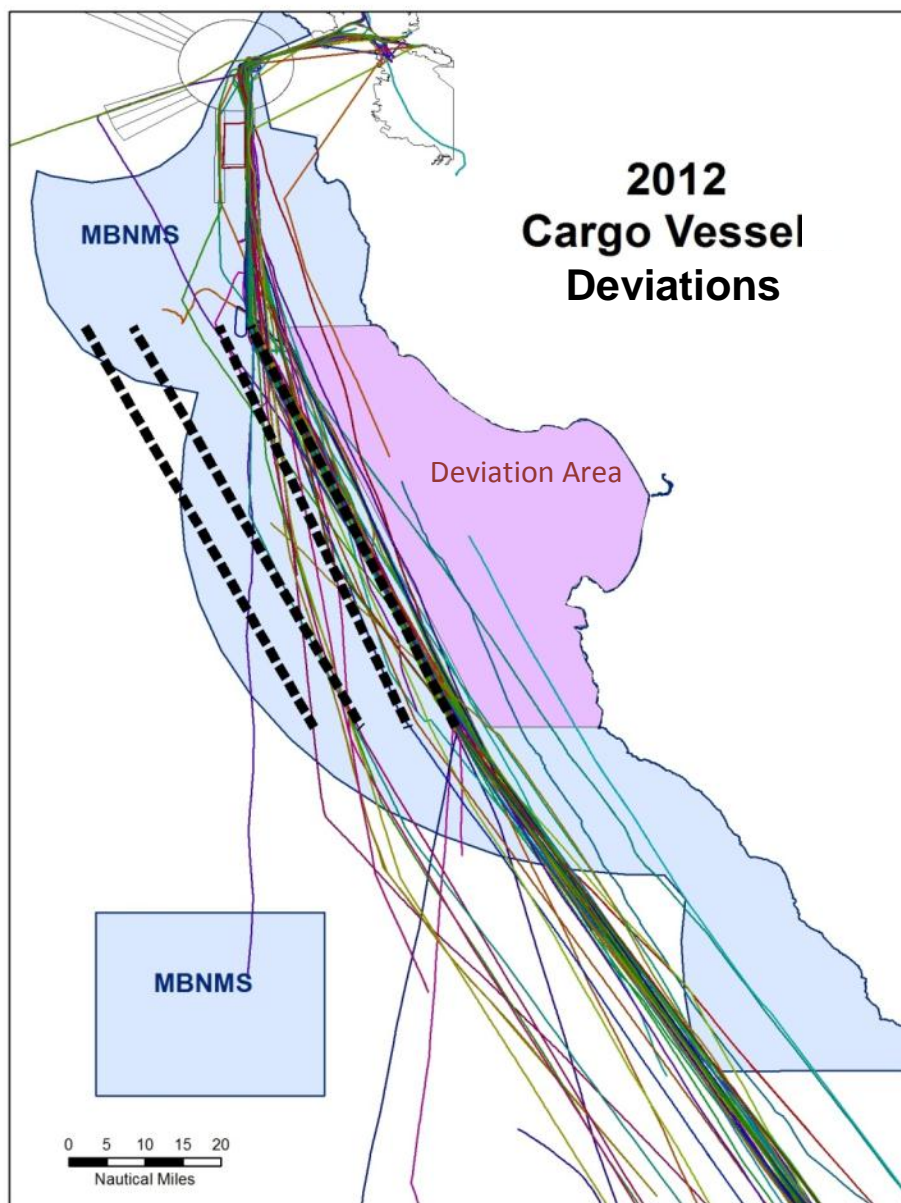 2012
Cargo Vessel
Deviations
MBNMS
Deviation Area
MBNMS
0 5 10 15 20
Nautical Miles